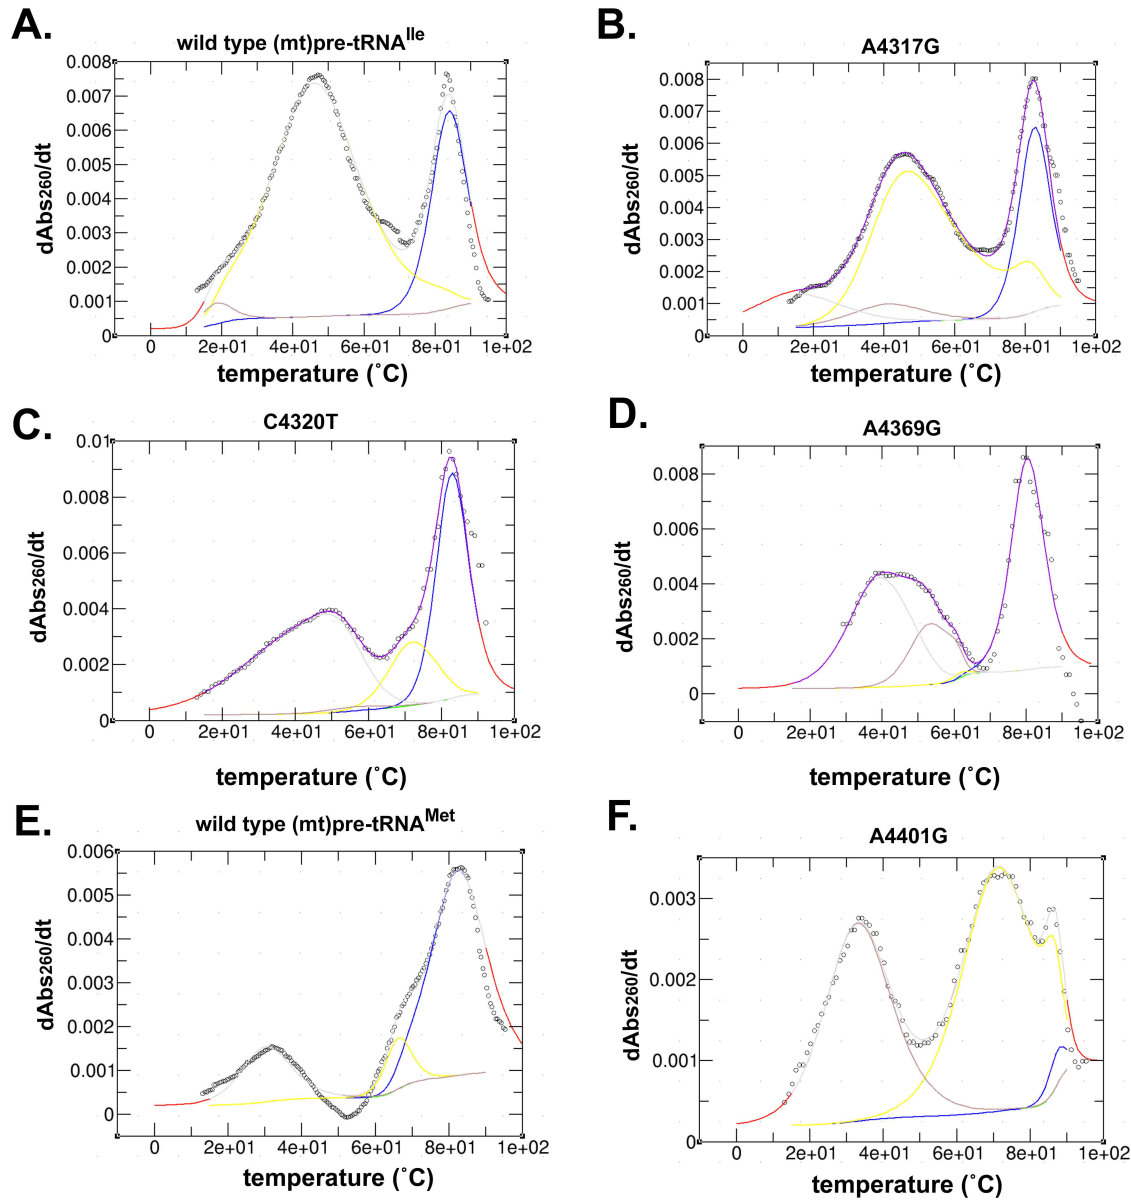 A.
wild type (mt)pre-tRNAIle
dAbs260/dt
0.008
0.007
0.006
0.005
0.004
0.003
0.002
0.001
0
0 2e+01 4e+01 6e+01 8e+01 1e+02
temperature (˚C)
B.
A4317G
dAbs260/dt
0.008
0.007
0.006
0.005
0.004
0.003
0.002
0.001
0
0 2e+01 4e+01 6e+01 8e+01 1e+02
temperature (˚C)
C.
C4320T
dAbs260/dt
0.01
0.008
0.006
0.004
0.002
0
0 2e+01 4e+01 6e+01 8e+01 1e+02
temperature (˚C)
D.
A4369G
dAbs260/dt
0.008
0.006
0.004
0.002
0
0 2e+01 4e+01 6e+01 8e+01 1e+02
temperature (˚C)
E.
wild type (mt)pre-tRNAMet
dAbs260/dt
0.006
0.005
0.004
0.003
0.002
0.001
0
0 2e+01 4e+01 6e+01 8e+01 1e+02
temperature (˚C)
F.
A4401G
dAbs260/dt
0.003
0.002
0.001
0
0 2e+01 4e+01 6e+01 8e+01 1e+02
temperature (˚C)